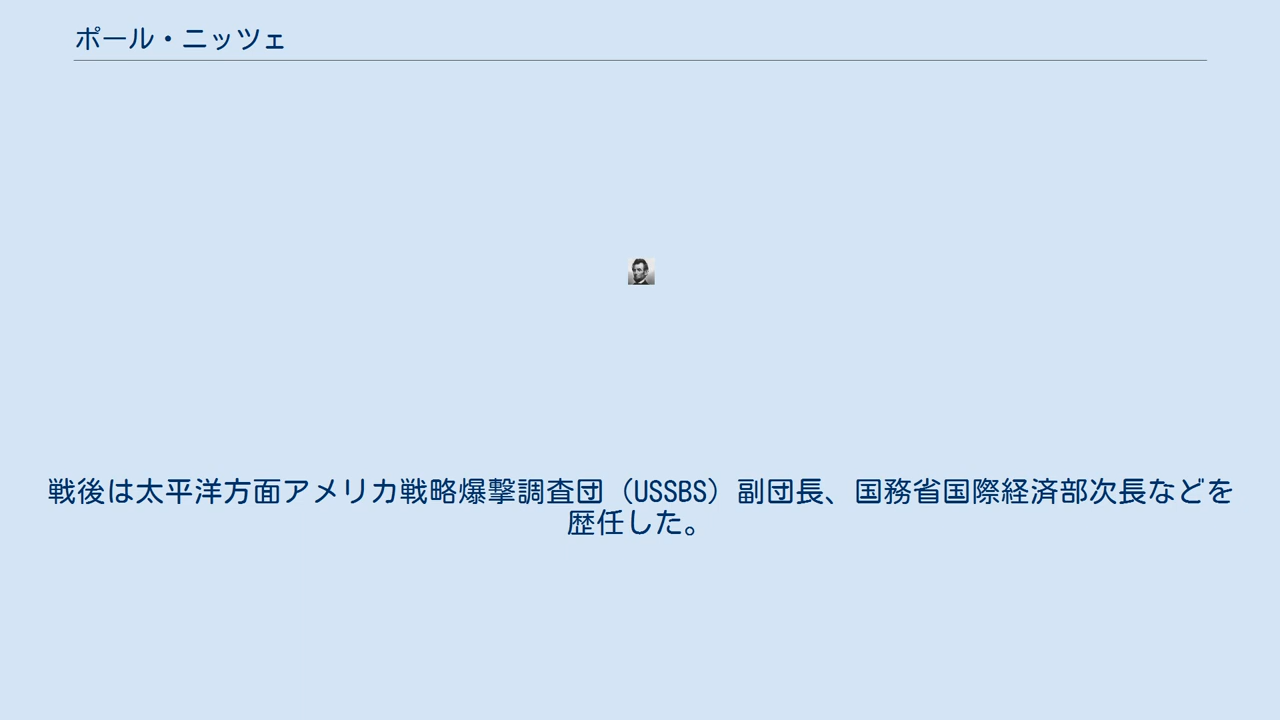 ポール・ニッツェ
戦後は太平洋方面アメリカ戦略爆撃調査団（USSBS）副団長、国務省国際経済部次長などを
歴任した。